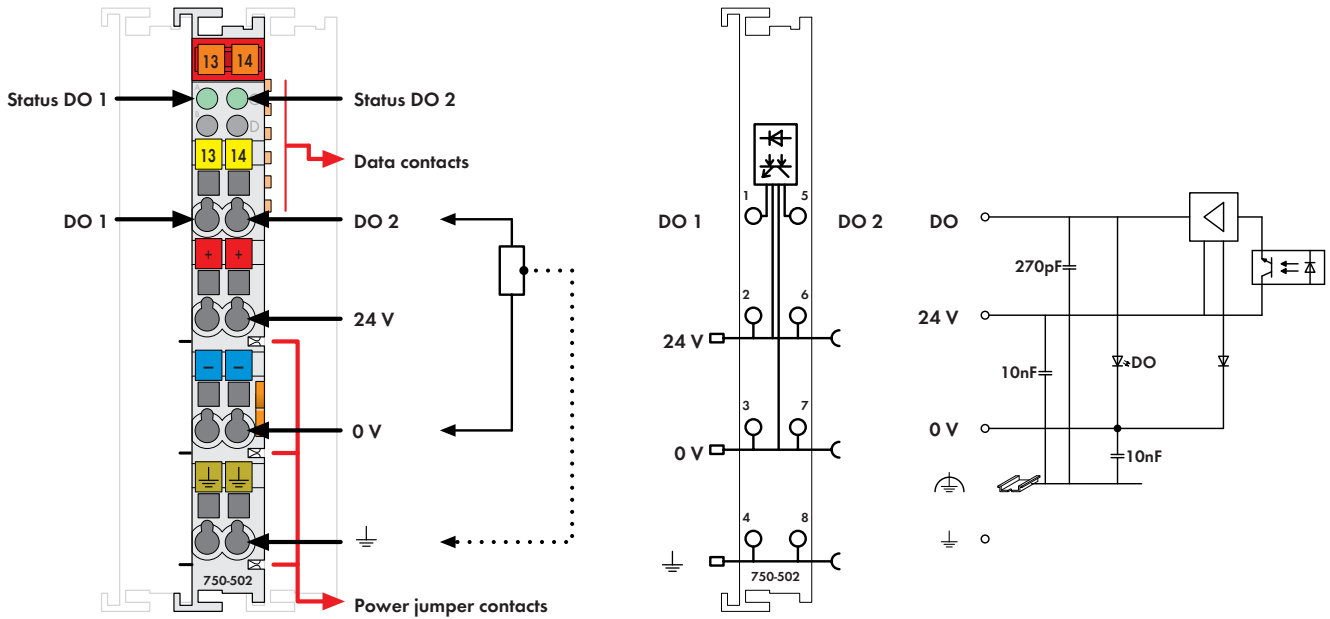 13 14
Status DO 1
Status DO 2
A C
B D
13 14
Data contacts
DO 1
DO 2
+ +
24 V
− −
0 V
750-502
Power jumper contacts
1 5
DO 1
DO 2
2 6
24 V
3 7
0 V
4 8
750-502
DO
270pF
24 V
10nF
DO
0 V
10nF